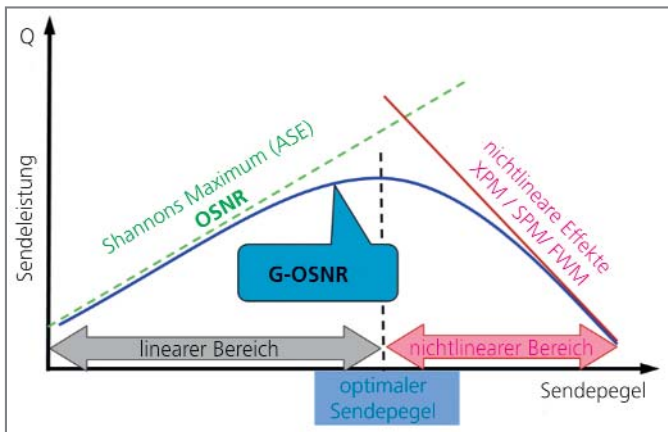 Q
Sendeleistung
Shannons Maximum (ASE)
OSNR
nichtlineare Effekte
XPM / SPM/ FWM
G-OSNR
linearer Bereich
nichtlinearer Bereich
optimaler
Sendepegel
Sendepegel